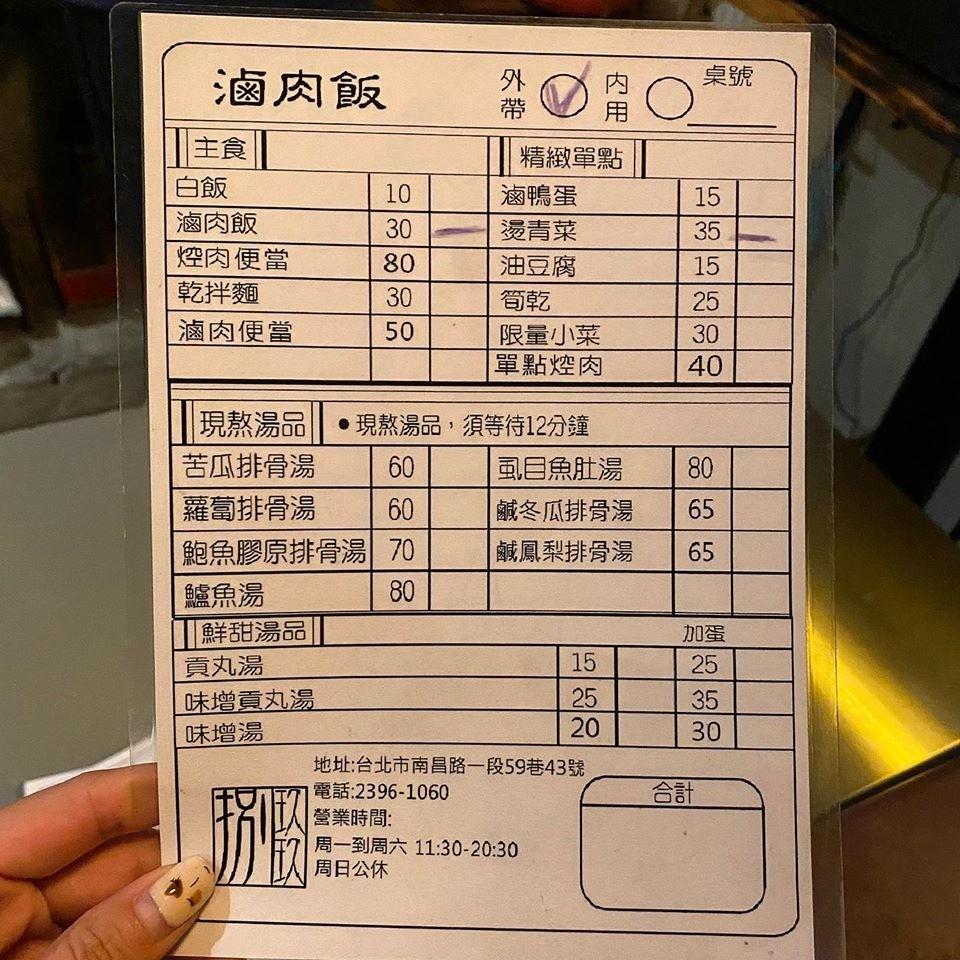 滷肉飯 外帶 內用 桌號
主食
白飯 10
滷肉飯 30
焢肉便當 80
乾拌麵 30
滷肉便當 50
精緻單點
滷鴨蛋 15
燙青菜 35
油豆腐 15
筍乾 25
限量小菜 30
單點焢肉 40
現熬湯品 ●現熬湯品，須等待12分鐘
苦瓜排骨湯 60 虱目魚肚湯 80
蘿蔔排骨湯 60 鹹冬瓜排骨湯 65
鮑魚膠原排骨湯 70 鹹鳳梨排骨湯 65
鱸魚湯 80
鮮甜湯品 加蛋
貢丸湯 15 25
味增貢丸湯 25 35
味增湯 20 30
地址:台北市南昌路一段59巷43號
電話:2396-1060
營業時間:
周一到周六 11:30-20:30
周日公休
捌玖玖
合計